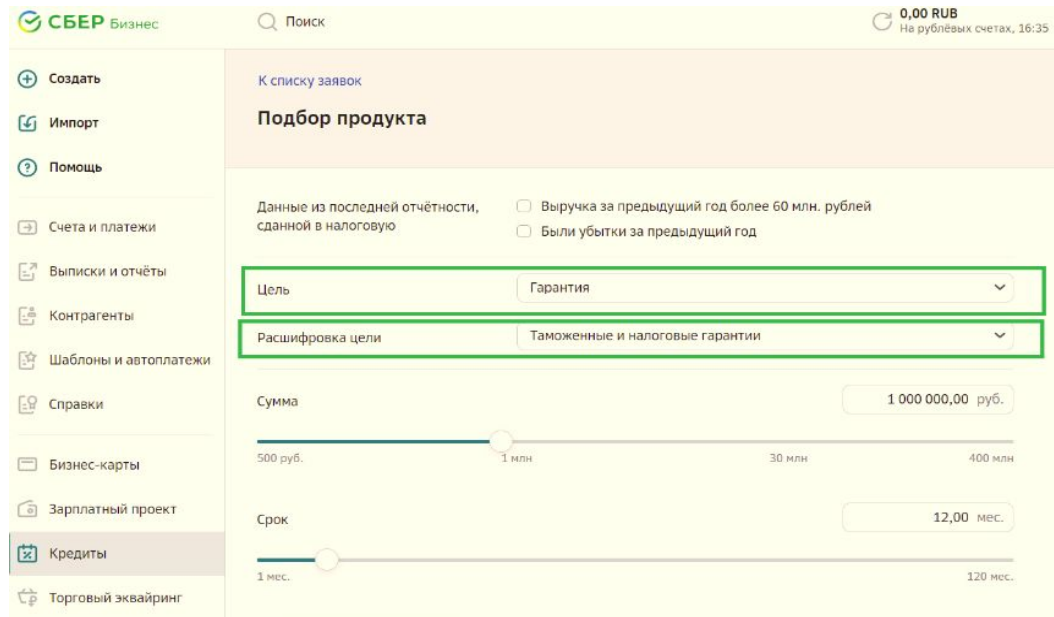 СБЕР Бизнес
Поиск
0,00 RUB
На рублёвых счетах, 16:35
Создать
Импорт
Помощь
Счета и платежи
Выписки и отчёты
Контрагенты
Шаблоны и автоплатежи
Справки
Бизнес-карты
Зарплатный проект
Кредиты
Торговый эквайринг
К списку заявок
Подбор продукта
Данные из последней отчётности,
сданной в налоговую
Выручка за предыдущий год более 60 млн. рублей
Были убытки за предыдущий год
Цель
Гарантия
Расшифровка цели
Таможенные и налоговые гарантии
Сумма
1 000 000,00 руб.
500 руб. 1 млн 30 млн 400 млн
Срок
12,00 мес.
1 мес. 120 мес.